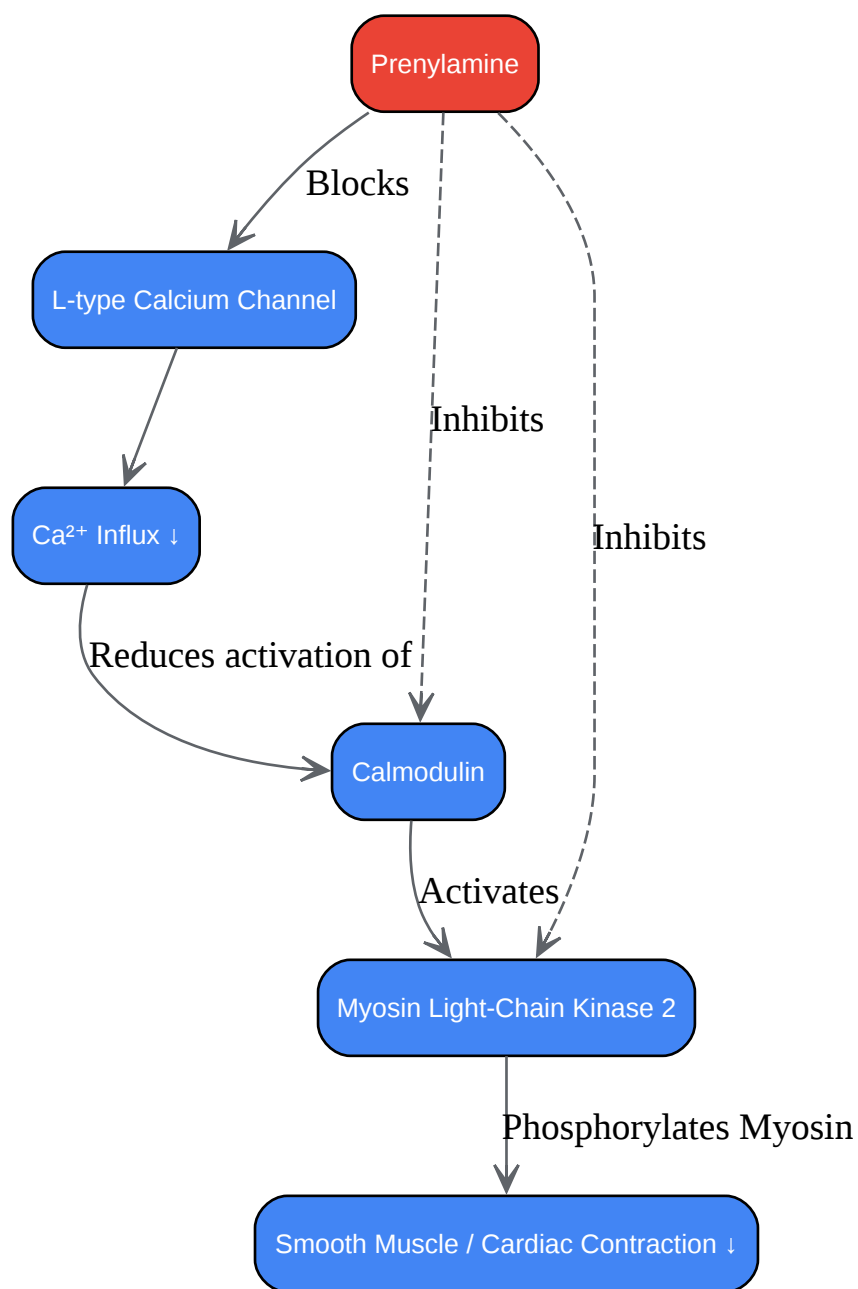 Prenylamine
Blocks
L-type Calcium Channel
Inhibits
Ca²⁺ Influx ↓
Inhibits
Reduces activation of
Calmodulin
Activates
Myosin Light-Chain Kinase 2
Phosphorylates Myosin
Smooth Muscle / Cardiac Contraction ↓